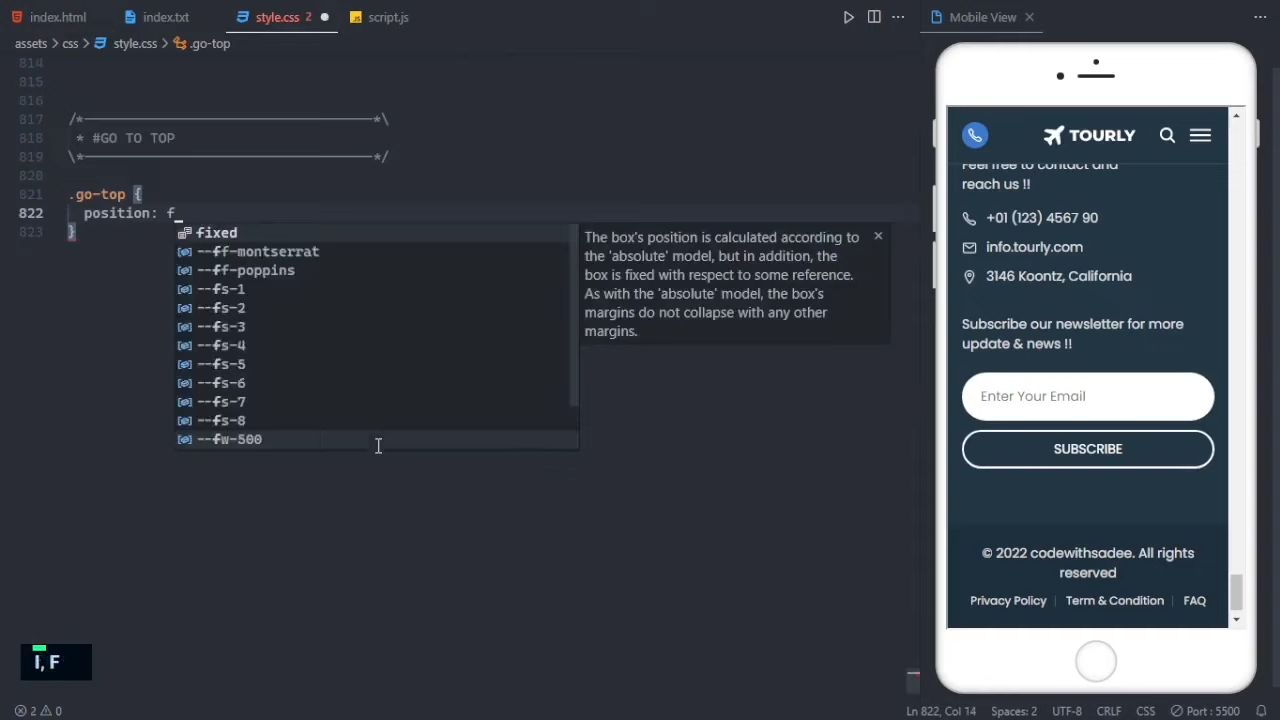 index.html
index.txt
style.css 2
script.js
Mobile View
assets > css > style.css > .go-top
814
815
816
817 /*———————————————————————————*\
818 * #GO TO TOP
819 \*———————————————————————————*/
820
821 .go-top {
822 position: f
823 }
fixed
--ff-montserrat
--ff-poppins
--fs-1
--fs-2
--fs-3
--fs-4
--fs-5
--fs-6
--fs-7
--fs-8
--fw-500
The box's position is calculated according to
the 'absolute' model, but in addition, the
box is fixed with respect to some reference.
As with the 'absolute' model, the box's
margins do not collapse with any other
margins.
TOURLY
Feel free to contact and
reach us !!
+01 (123) 4567 90
info.tourly.com
3146 Koontz, California
Subscribe our newsletter for more
update & news !!
Enter Your Email
SUBSCRIBE
© 2022 codewithsadee. All rights
reserved
Privacy Policy
Term & Condition
FAQ
I, F
2 0
Ln 822, Col 14
Spaces: 2
UTF-8
CRLF
CSS
Port : 5500